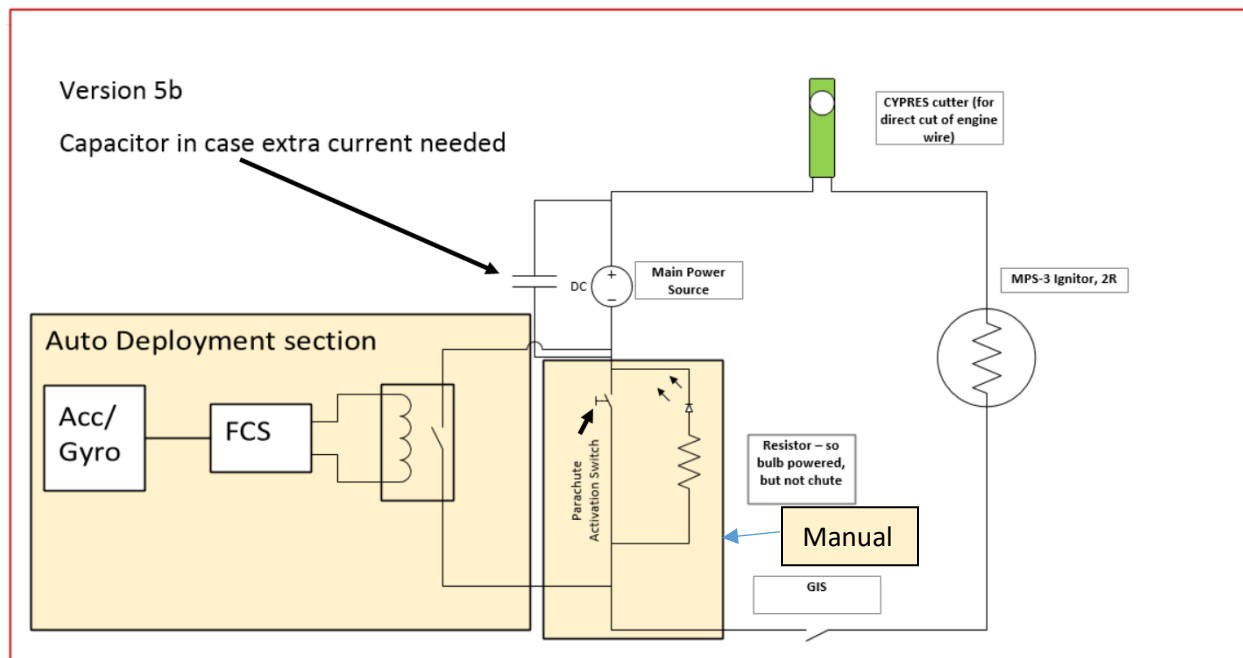 Version 5b
Capacitor in case extra current needed
CYPRES cutter (for
direct cut of engine
wire)
+
DC
−
Main Power
Source
MPS-3 Ignitor, 2R
Auto Deployment section
Acc/
Gyro
FCS
Parachute
Activation Switch
Resistor – so
bulb powered,
but not chute
Manual
GIS